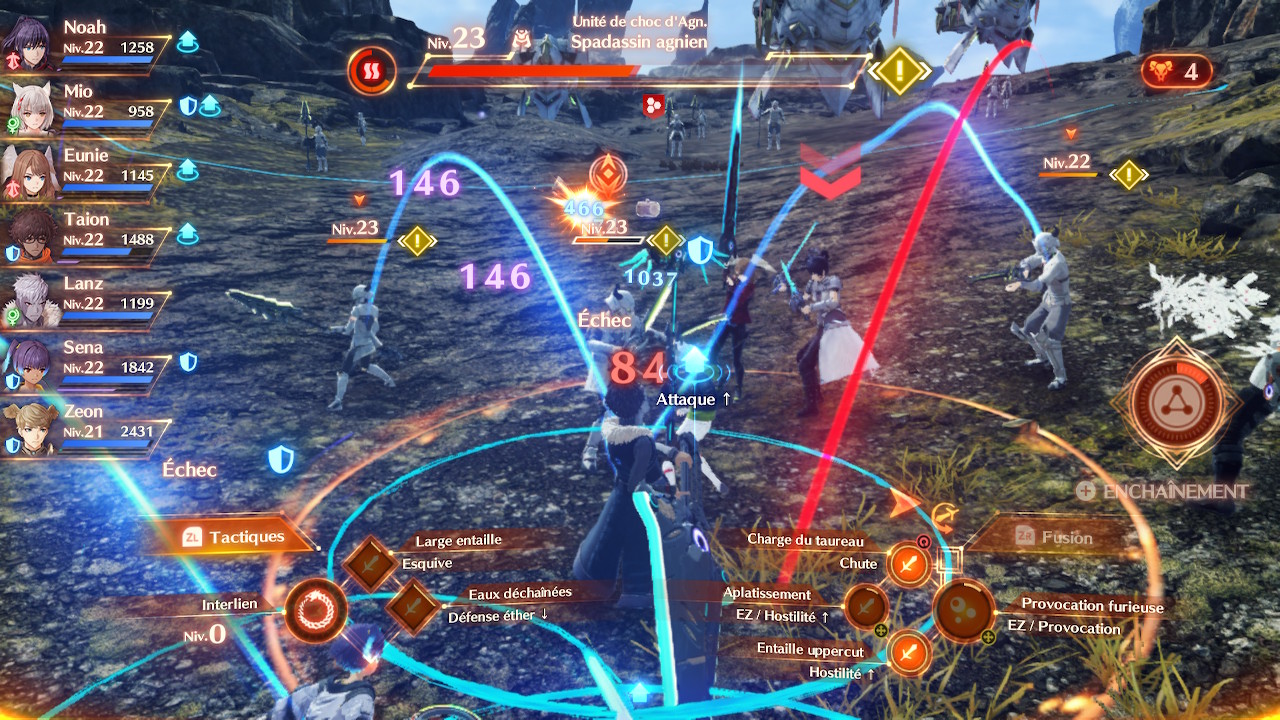 Noah
Niv.22 1258
Mio
Niv.22 958
Eunie
Niv.22 1145
Taion
Niv.22 1488
Lanz
Niv.22 1199
Sena
Niv.22 1842
Zeon
Niv.21 2431
Niv.23
Unité de choc d'Agn.
Spadassin agnien
4
Niv.22
146
466
Niv.23
Niv.23
146
1037
Échec
84
Attaque ↑
Échec
ENCHAÎNEMENT
ZL Tactiques
Large entaille
Esquive
Eaux déchaînées
Défense éther ↓
Interlien
Niv.0
Charge du taureau
Chute
Aplatissement
EZ / Hostilité ↑
Entaille uppercut
Hostilité ↑
ZR Fusion
Provocation furieuse
EZ / Provocation